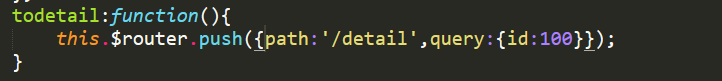 todetail:function(){
this.$router.push({path:'/detail',query:{id:100}});
}